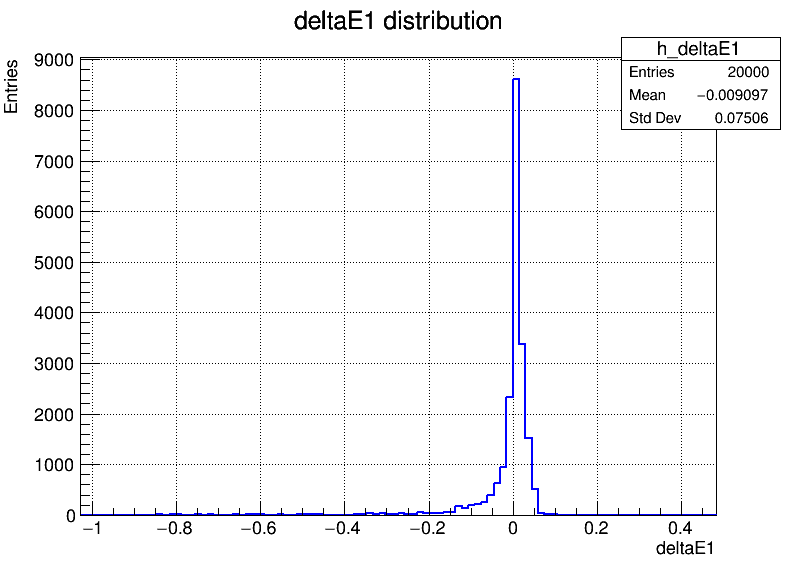 deltaE1 distribution
h_deltaE1
Entries 20000
Mean −0.009097
Std Dev 0.07506
Entries
9000
8000
7000
6000
5000
4000
3000
2000
1000
0
−1 −0.8 −0.6 −0.4 −0.2 0 0.2 0.4
deltaE1